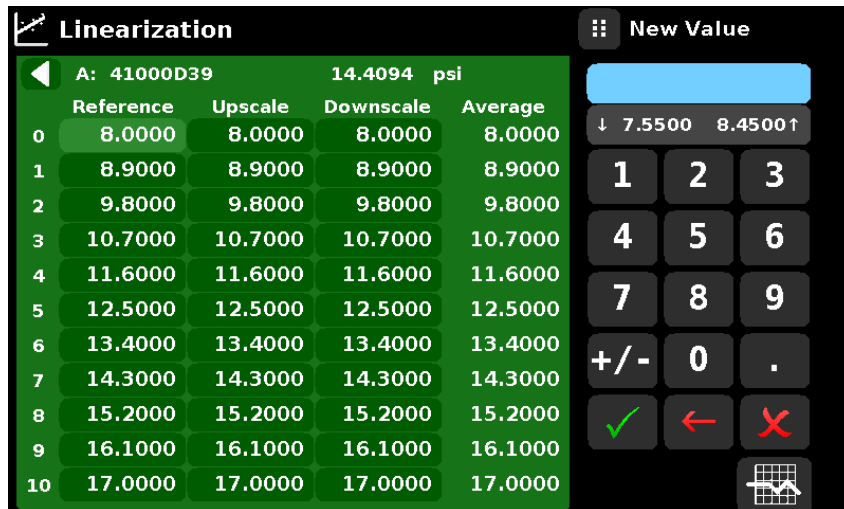 Linearization
A: 41000D39 14.4094 psi
Reference Upscale Downscale Average
0 8.0000 8.0000 8.0000 8.0000
1 8.9000 8.9000 8.9000 8.9000
2 9.8000 9.8000 9.8000 9.8000
3 10.7000 10.7000 10.7000 10.7000
4 11.6000 11.6000 11.6000 11.6000
5 12.5000 12.5000 12.5000 12.5000
6 13.4000 13.4000 13.4000 13.4000
7 14.3000 14.3000 14.3000 14.3000
8 15.2000 15.2000 15.2000 15.2000
9 16.1000 16.1000 16.1000 16.1000
10 17.0000 17.0000 17.0000 17.0000
New Value
↓ 7.5500 8.4500↑
1 2 3
4 5 6
7 8 9
+/- 0 .